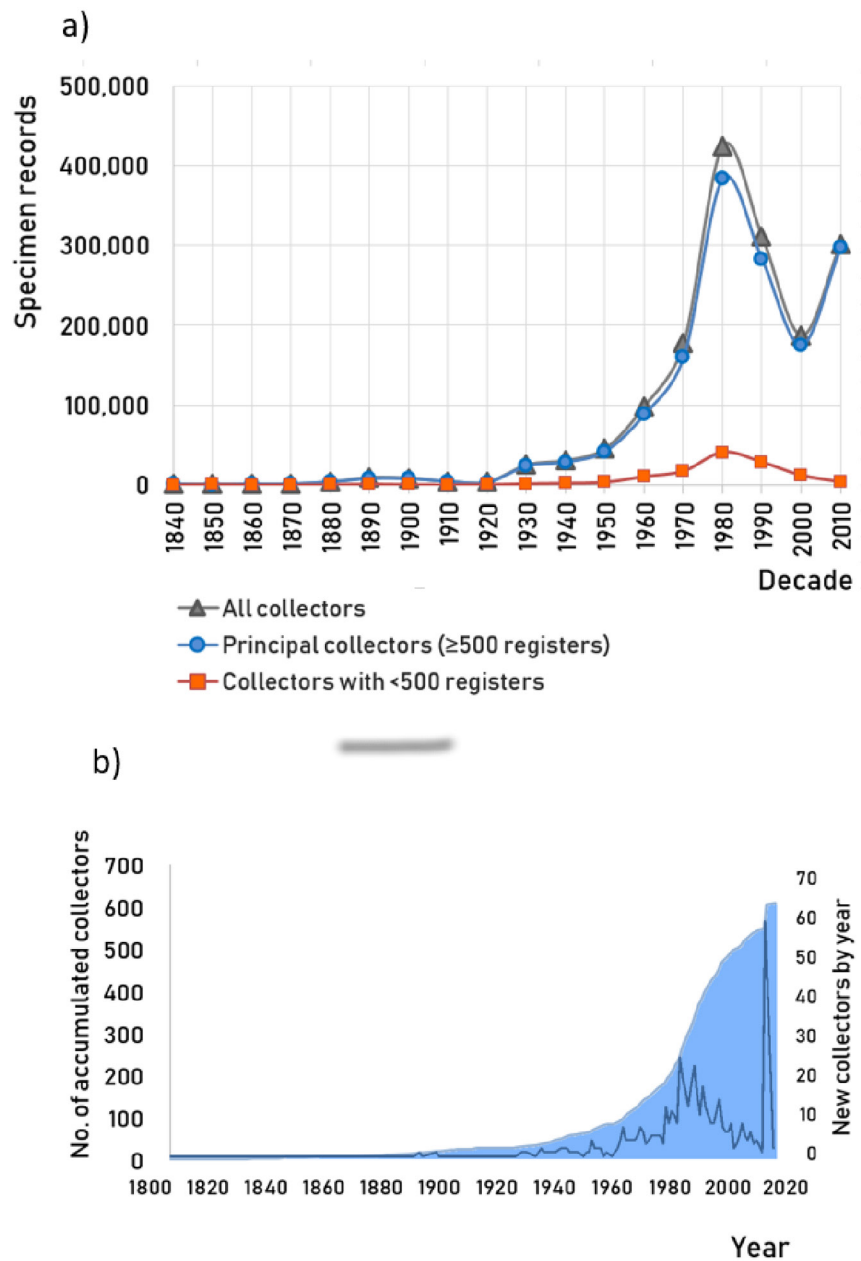 a)
Specimen records
500,000
400,000
300,000
200,000
100,000
0
1840 1850 1860 1870 1880 1890 1900 1910 1920 1930 1940 1950 1960 1970 1980 1990 2000 2010
Decade
All collectors
Principal collectors (≥500 registers)
Collectors with <500 registers
b)
No. of accumulated collectors
700
600
500
400
300
200
100
0
70
60
50
40
30
20
10
0
New collectors by year
1800 1820 1840 1860 1880 1900 1920 1940 1960 1980 2000 2020
Year